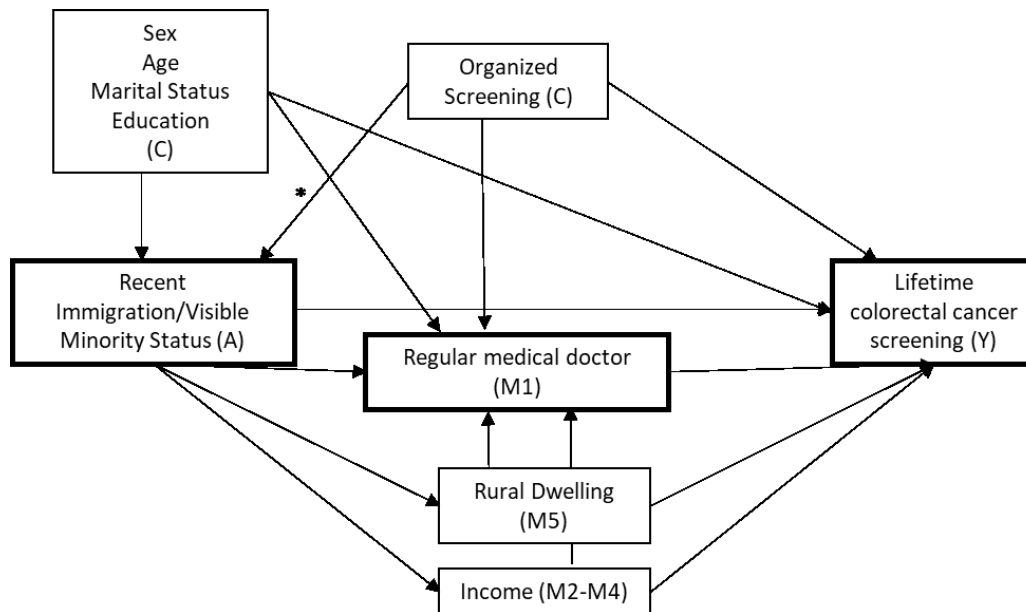 Sex
Age
Marital Status
Education
(C)
Organized
Screening (C)
*
Recent
Immigration/Visible
Minority Status (A)
Lifetime
colorectal cancer
screening (Y)
Regular medical doctor
(M1)
Rural Dwelling
(M5)
Income (M2-M4)